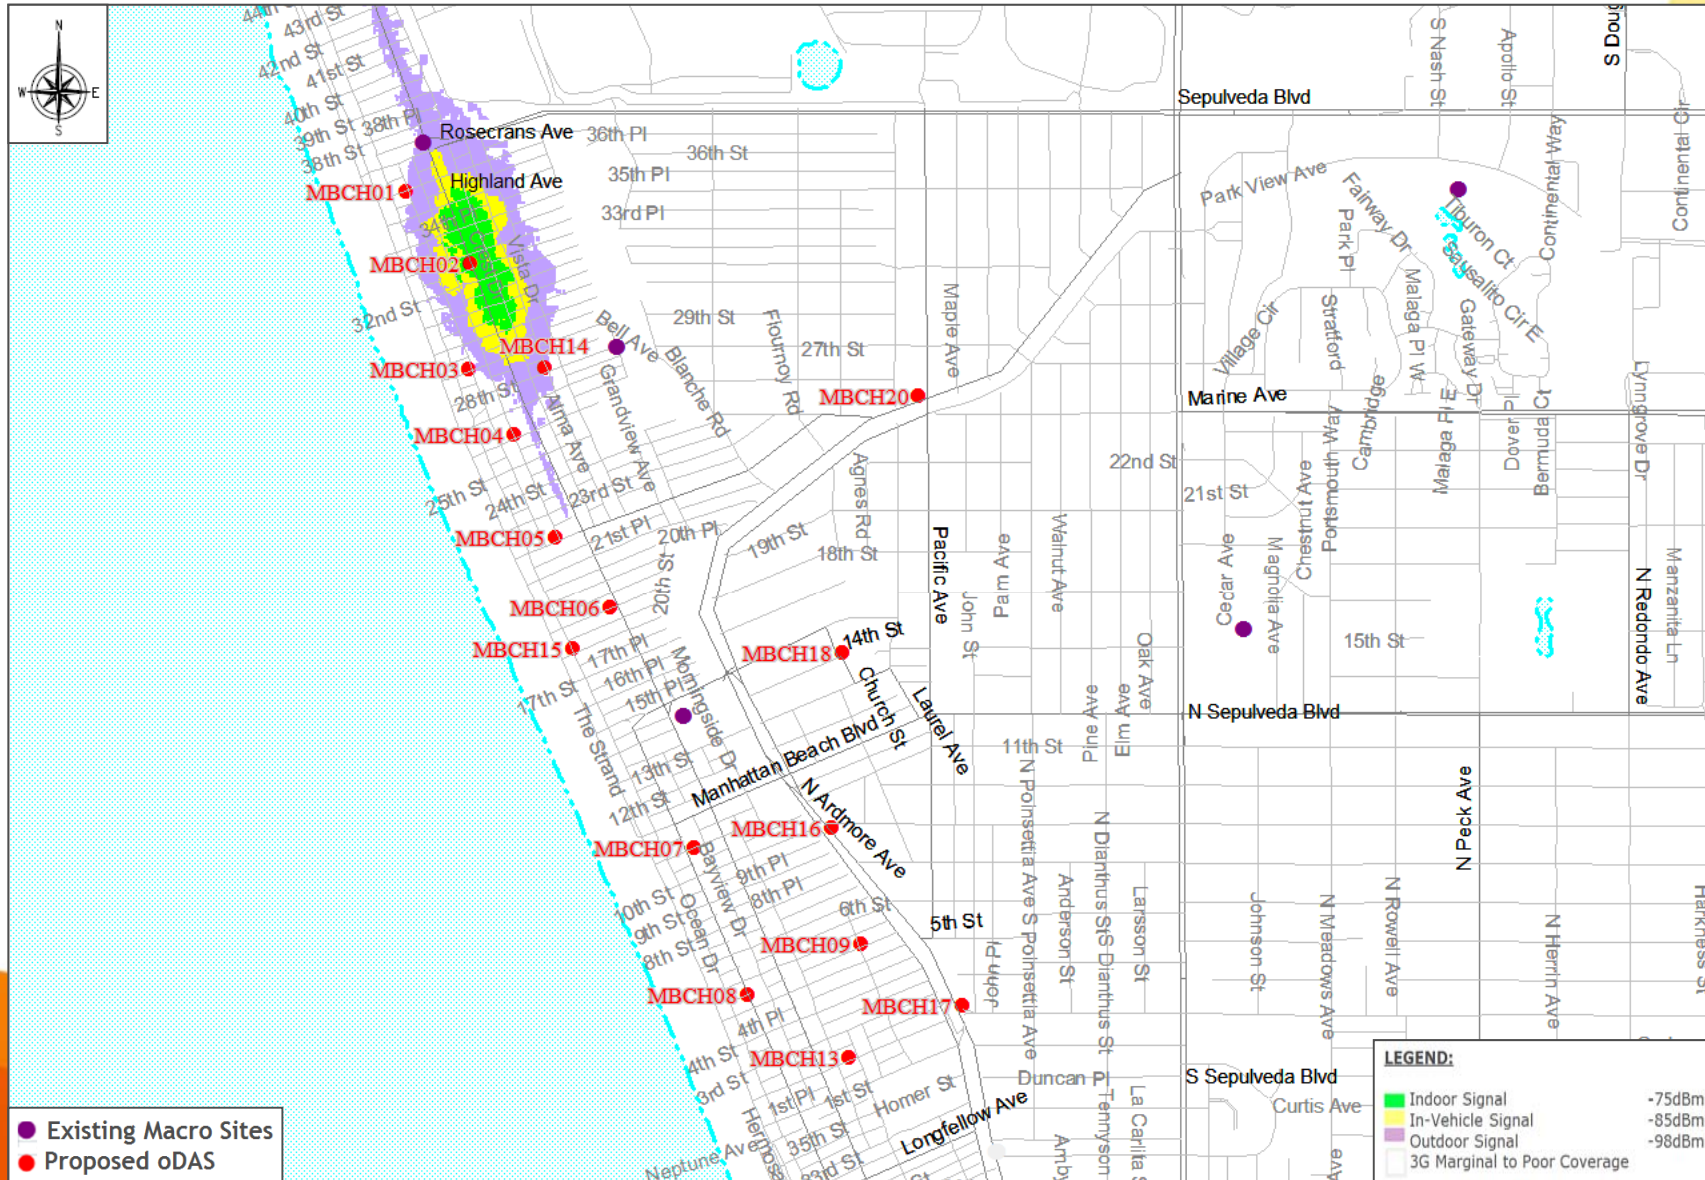 N
W
E
S
44th St
43rd St
42nd St
41st St
40th St
39th St
38th Pl
38th St
Rosecrans Ave
36th Pl
36th St
35th Pl
33rd Pl
Highland Ave
MBCH01
34th Pl
Crest Dr
Vista Dr
MBCH02
32nd St
Bell Ave
29th St
27th St
Flournoy Rd
Blanche Rd
Grandview Ave
Maple Ave
MBCH14
MBCH03
28th St
Alma Ave
MBCH04
MBCH20
25th St
24th St
23rd St
MBCH05
21st Pl
20th Pl
20th St
19th St
18th St
Agnes Rd
MBCH06
MBCH15
17th Pl
16th Pl
15th Pl
17th St
Morningside Dr
The Strand
MBCH18
14th St
Church St
Laurel Ave
Manhattan Beach Blvd
13th St
12th St
N Ardmore Ave
MBCH16
MBCH07
Bayview Dr
9th Pl
8th Pl
6th St
5th St
10th St
9th St
8th St
Ocean Dr
MBCH09
MBCH08
MBCH17
4th Pl
4th St
3rd St
MBCH13
1st Pl
1st St
Homer St
35th St
33rd St
Longfellow Ave
Neptune Ave
Sepulveda Blvd
S Nash St
Apollo St
Continental Way
Continental Cir
Park View Ave
Fairway Dr
Park Pl
Tiburon Ct
Sausalito Cir E
Village Cir
Stratford
Malaga Pl W
Gateway Dr
Marine Ave
Cambridge
Malaga Pl E
Dover Pl
Bermuda Ct
Lynngrove Dr
Portsmouth Way
Chestnut Ave
22nd St
21st St
Pacific Ave
John St
Pam Ave
Walnut Ave
Cedar Ave
Magnolia Ave
15th St
N Redondo Ave
Manzanita Ln
Oak Ave
Pine Ave
Elm Ave
11th St
N Sepulveda Blvd
N Peck Ave
N Poinsettia Ave
S Poinsettia Ave
N Dianthus St
S Dianthus St
Anderson St
Larsson St
John Pl
Johnson St
N Meadows Ave
N Rowell Ave
N Herrin Ave
Harkness St
Duncan Pl
Tennyson
La Carlita S
S Sepulveda Blvd
Curtis Ave
Existing Macro Sites
Proposed oDAS
LEGEND:
Indoor Signal -75dBm
In-Vehicle Signal -85dBm
Outdoor Signal -98dBm
3G Marginal to Poor Coverage